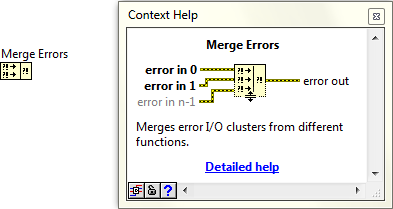 Context Help
Merge Errors
Merge Errors
?!
?!
?!
error in 0
error in 1
error in n-1
?!
?!
?!
error out
Merges error I/O clusters from different
functions.
Detailed help
?